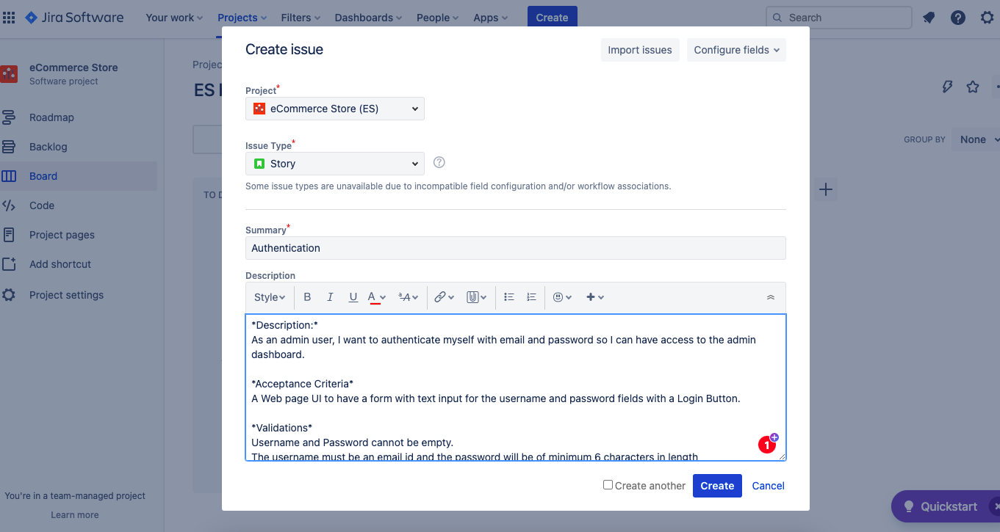 Jira Software
Your work
Projects
Filters
Dashboards
People
Apps
Create
Search
eCommerce Store
Software project
Roadmap
Backlog
Board
Code
Project pages
Add shortcut
Project settings
You're in a team-managed project
Learn more
ES
GROUP BY
None
TO
Create issue
Import issues
Configure fields
Project*
eCommerce Store (ES)
Issue Type*
Story
Some issue types are unavailable due to incompatible field configuration and/or workflow associations.
Summary*
Authentication
Description
Style
B
I
U
A
ªA
*Description:*
As an admin user, I want to authenticate myself with email and password so I can have access to the admin
dashboard.
*Acceptance Criteria*
A Web page UI to have a form with text input for the username and password fields with a Login Button.
*Validations*
Username and Password cannot be empty.
The username must be an email id and the password will be of minimum 6 characters in length
1
Create another
Create
Cancel
Quickstart